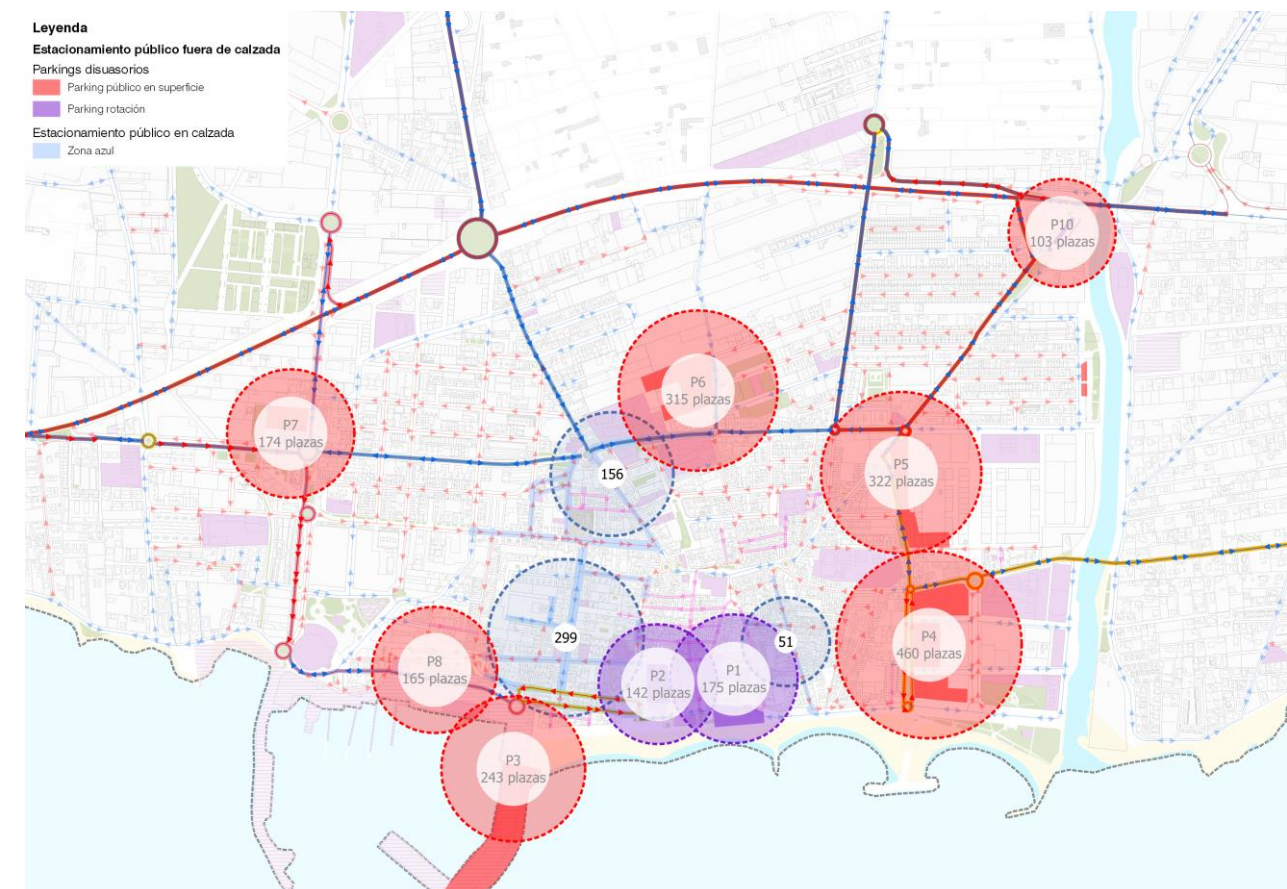 Leyenda
Estacionamiento público fuera de calzada
Parkings disuasorios
Parking público en superficie
Parking rotación
Estacionamiento público en calzada
Zona azul
P10
103 plazas
P6
315 plazas
P7
174 plazas
156
P5
322 plazas
299
51
P4
460 plazas
P8
165 plazas
P2
142 plazas
P1
175 plazas
P3
243 plazas